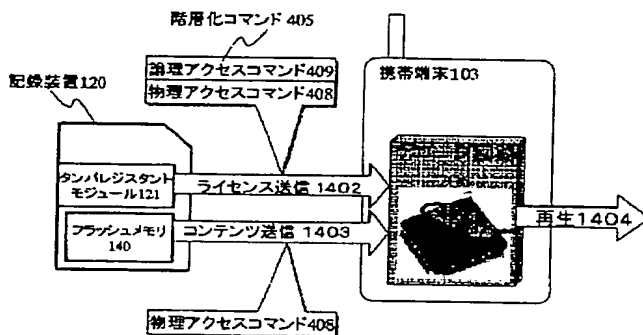 階層化コマンド 405
論理アクセスコマンド409
物理アクセスコマンド408
記録装置120
携帯端末103
タンパレジスタント
モジュール121
ライセンス送信 1402
再生1404
フラッシュメモリ
140
コンテンツ送信 1403
物理アクセスコマンド408